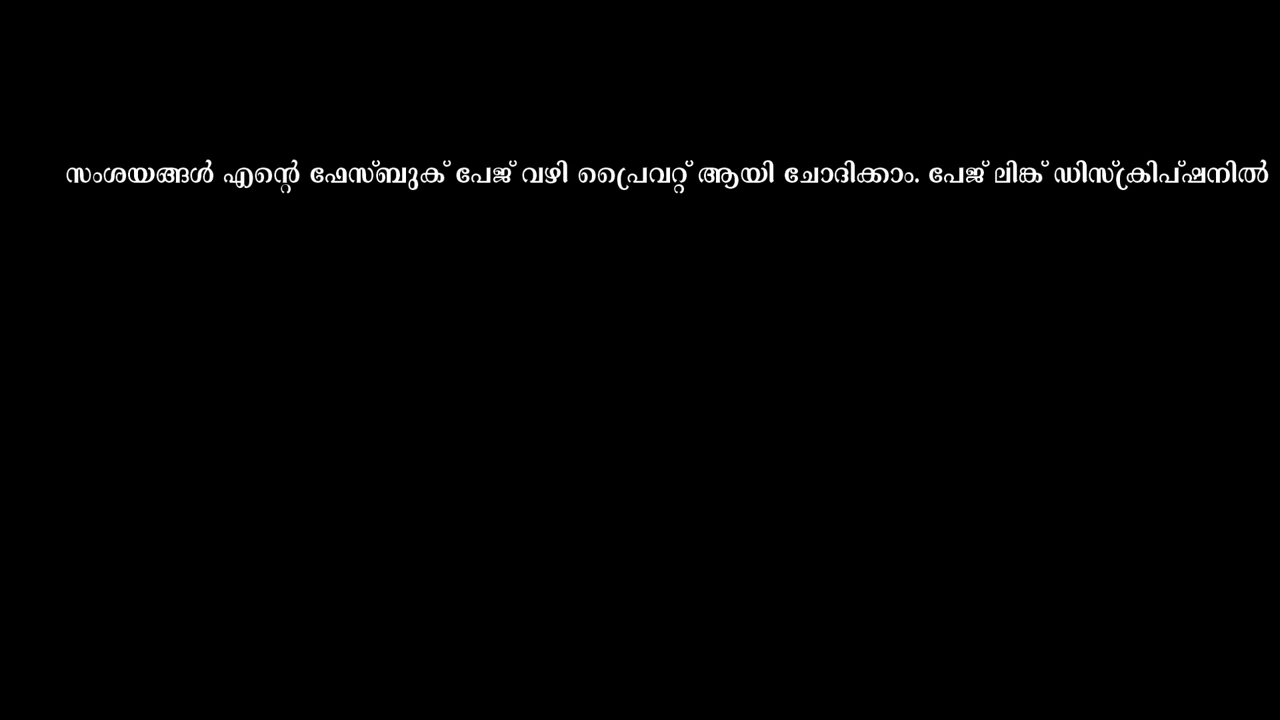 സംശയങ്ങൾ എന്റെ ഫേസ്ബുക് പേജ് വഴി പ്രൈവറ്റ് ആയി ചോദിക്കാം. പേജ് ലിങ്ക് ഡിസ്ക്രിപ്ഷനിൽ